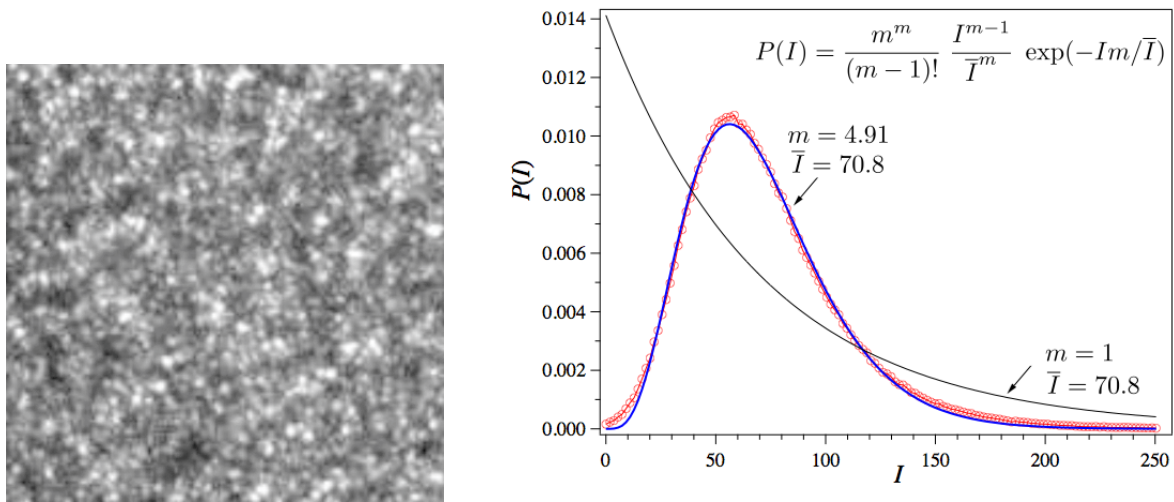 P(I) = m^m / (m − 1)! I^{m−1} / I̅^m exp(−Im/I̅)
0.014
0.012
0.010
0.008
0.006
0.004
0.002
0.000
P(I)
m = 4.91
I̅ = 70.8
m = 1
I̅ = 70.8
0 50 100 150 200 250
I